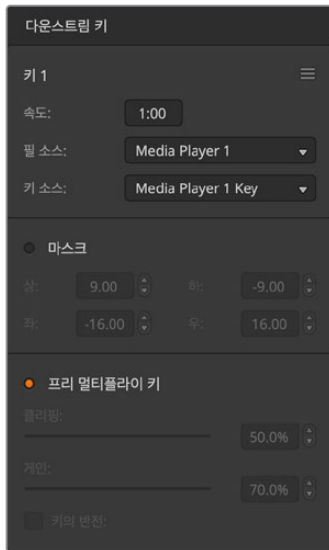 다운스트림 키
키 1
속도: 1:00
필 소스: Media Player 1
키 소스: Media Player 1 Key
마스크
상: 9.00 하: -9.00
좌: -16.00 우: 16.00
프리 멀티플라이 키
클리핑:
50.0%
게인:
70.0%
키의 반전: